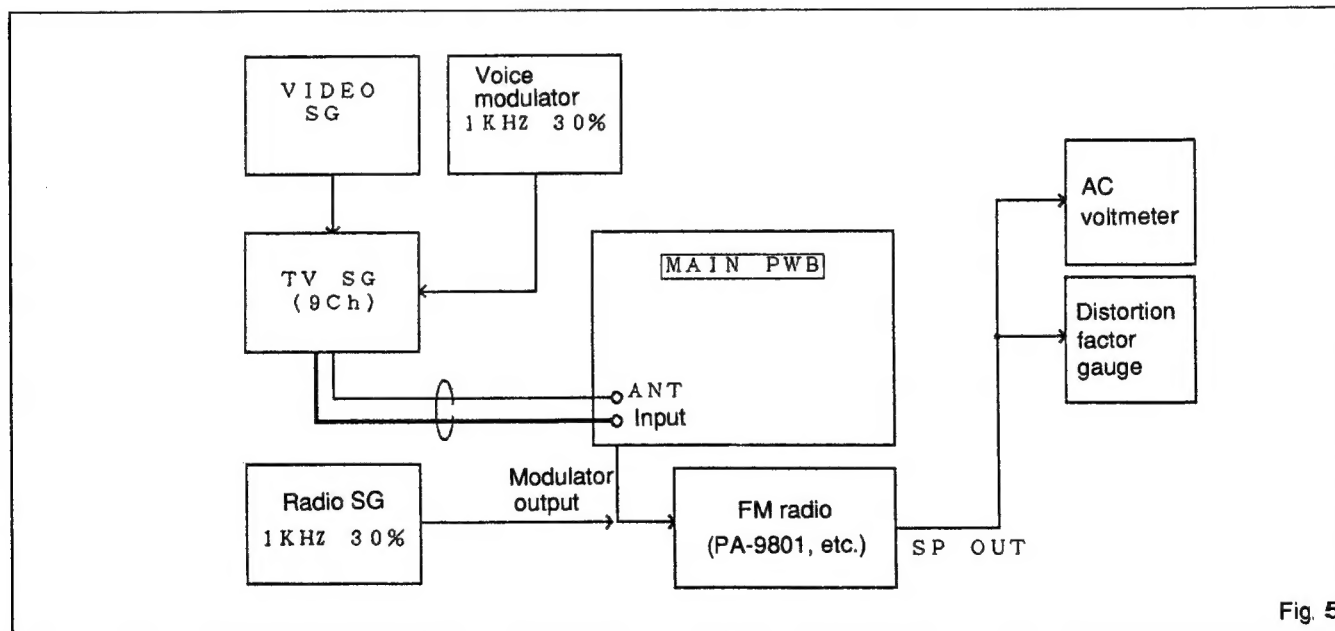 VIDEO
SG
Voice
modulator
1KHZ 30%
TV SG
(9Ch)
MAIN PWB
ANT
Input
AC
voltmeter
Distortion
factor
gauge
Radio SG
1KHZ 30%
Modulator
output
FM radio
(PA-9801, etc.)
SP OUT
Fig. 5